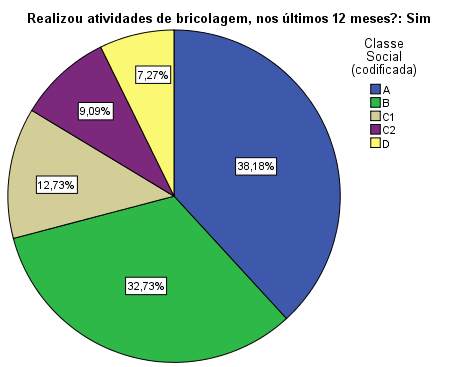 Realizou atividades de bricolagem, nos últimos 12 meses?: Sim
Classe
Social
(codificada)
A
B
C1
C2
D
7,27%
9,09%
38,18%
12,73%
32,73%